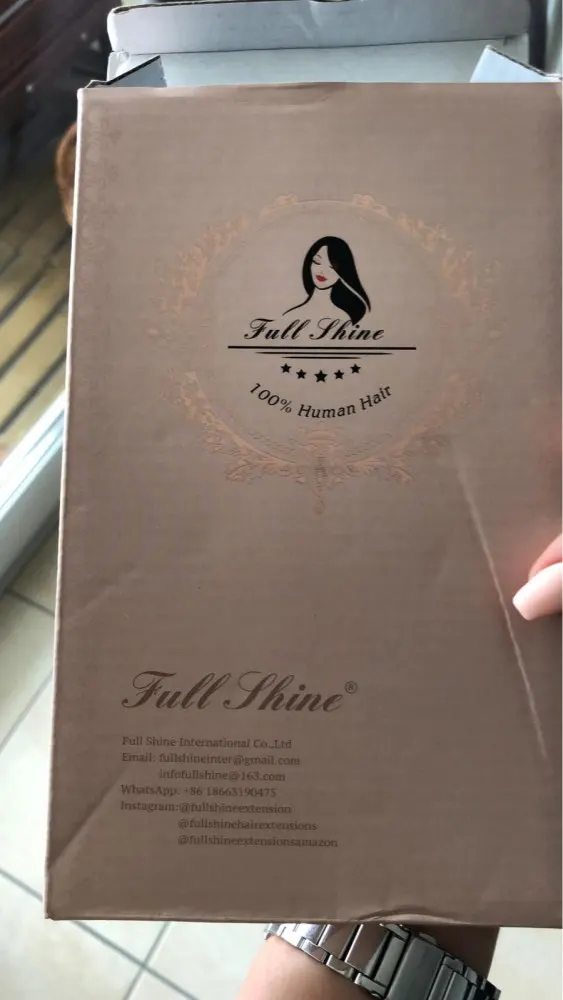 Full Shine
100% Human Hair
Full Shine®
Full Shine International Co.,Ltd
Email: fullshineinter@gmail.com
infofullshine@163.com
WhatsApp: +86 18663190475
Instagram:@fullshineextension
@fullshinehairextensions
@fullshineextensionsamazon